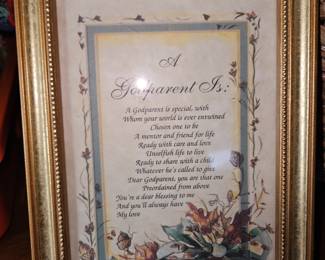 A
Godparent Is:
A Godparent is special, with
Whom your world is ever entwined
Chosen one to be
A mentor and friend for life
Ready with care and love
Unselfish life to live
Ready to share with a child
Whatever he's called to give
Dear Godparent, you are that one
Preordained from above
You're a dear blessing to me
And you'll always have
My love